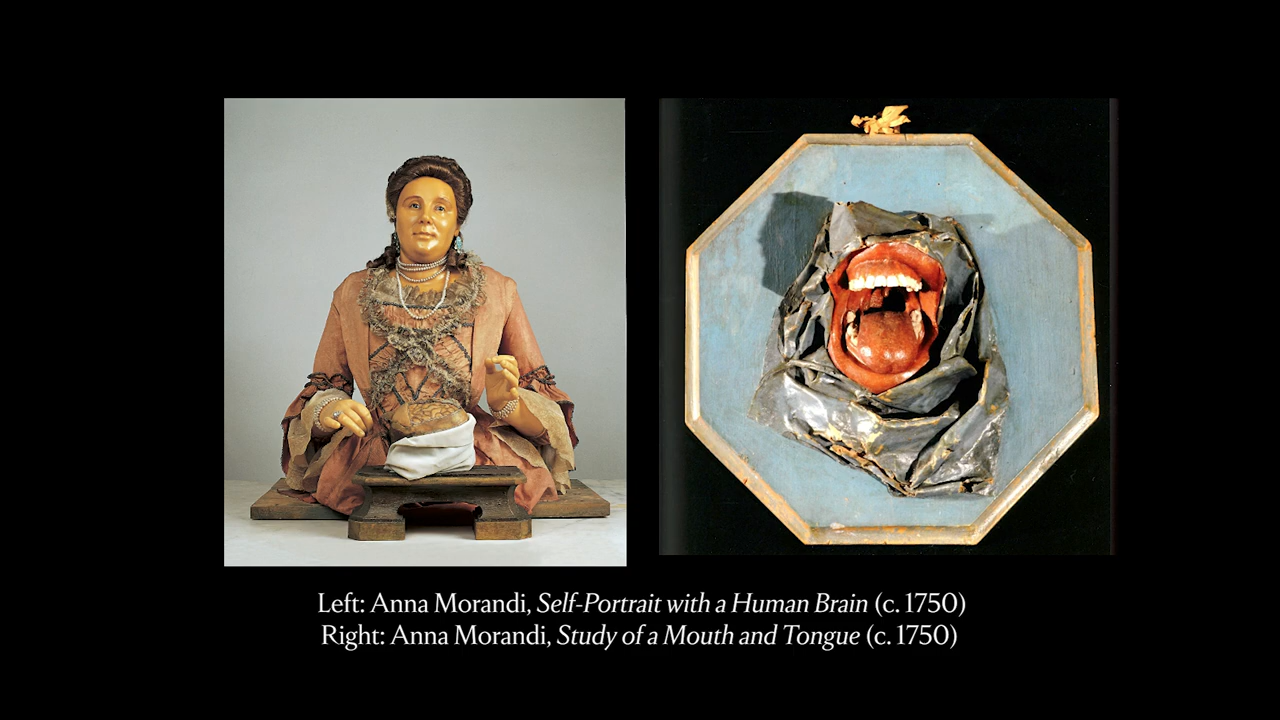 Left: Anna Morandi, Self-Portrait with a Human Brain (c. 1750)
Right: Anna Morandi, Study of a Mouth and Tongue (c. 1750)